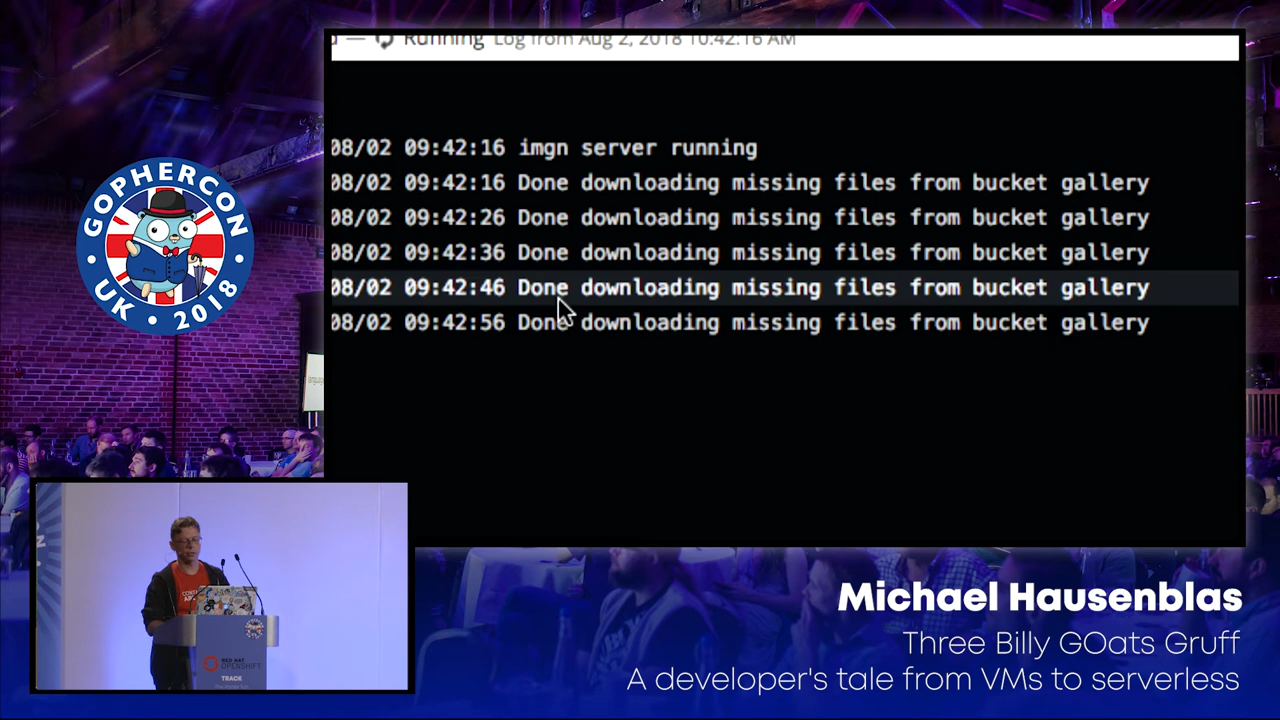 — Running Log from Aug 2, 2018 10:42:16 AM
08/02 09:42:16 imgn server running
08/02 09:42:16 Done downloading missing files from bucket gallery
08/02 09:42:26 Done downloading missing files from bucket gallery
08/02 09:42:36 Done downloading missing files from bucket gallery
08/02 09:42:46 Done downloading missing files from bucket gallery
08/02 09:42:56 Done downloading missing files from bucket gallery
GOPHERCON
UK • 2018
RED HAT
OPENSHIFT
TRACK
Michael Hausenblas
Three Billy GOats Gruff
A developer's tale from VMs to serverless